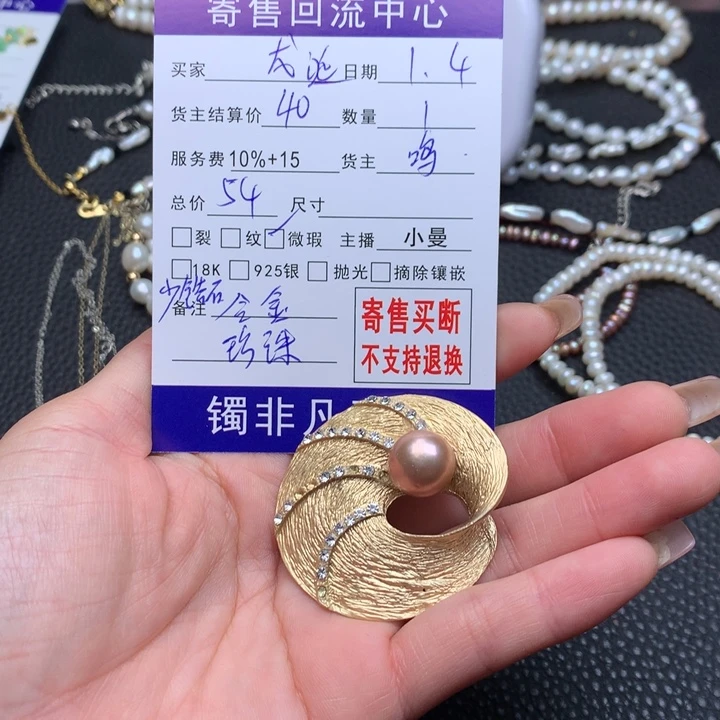 寄售回流中心
买家 日期 1.4
货主结算价 40 数量 1
服务费 10%+15 货主 鸣
总价 54 尺寸
裂 纹 微瑕 主播 小曼
18K 925银 抛光 摘除镶嵌
少锆石
备注 合金
珍珠
寄售买断
不支持退换
镯非凡